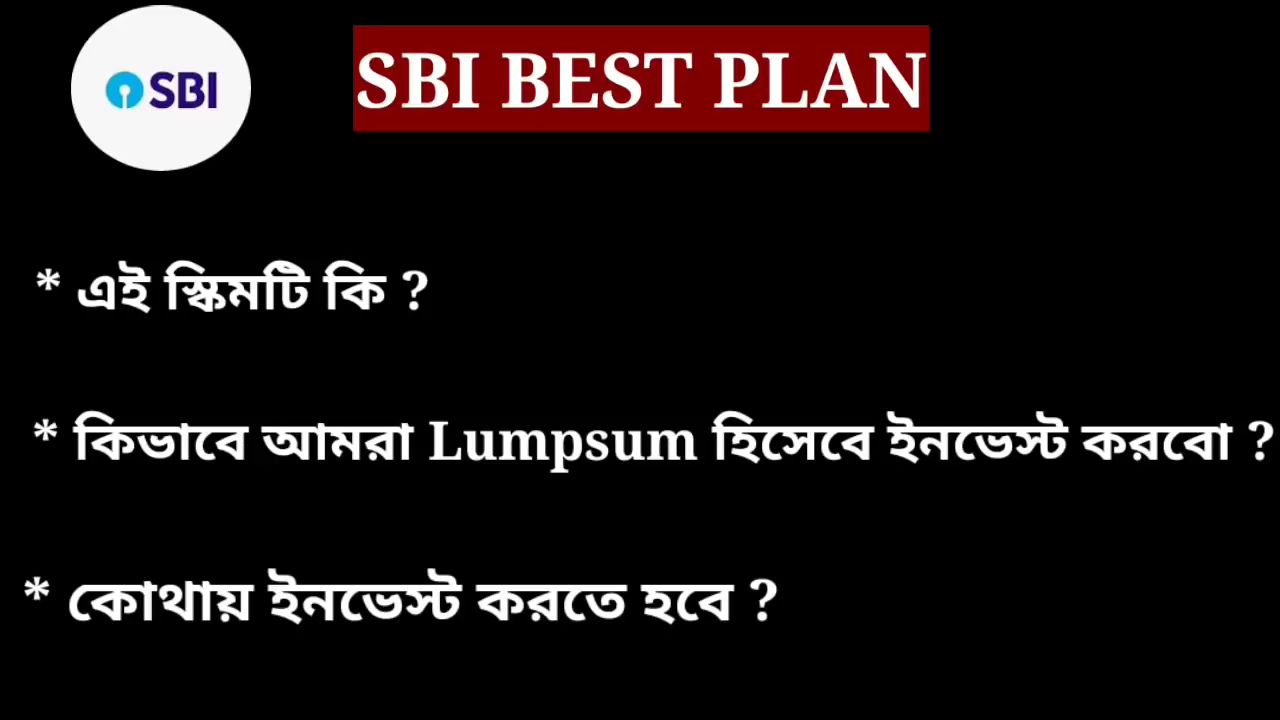 SBI
SBI BEST PLAN
* এই স্কিমটি কি ?
* কিভাবে আমরা Lumpsum হিসেবে ইনভেস্ট করবো ?
* কোথায় ইনভেস্ট করতে হবে ?